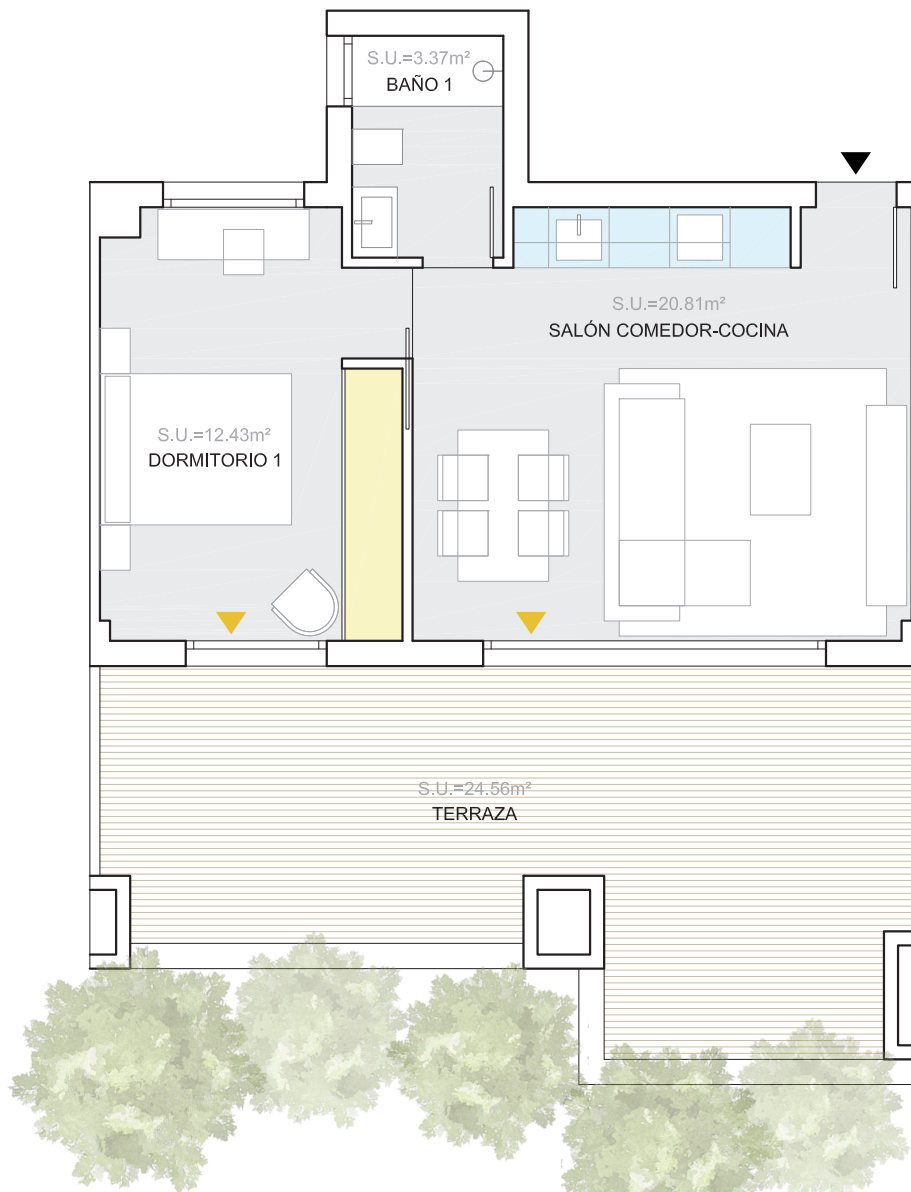 S.U.=3.37m²
BAÑO 1
S.U.=20.81m²
SALÓN COMEDOR-COCINA
S.U.=12.43m²
DORMITORIO 1
S.U.=24.56m²
TERRAZA